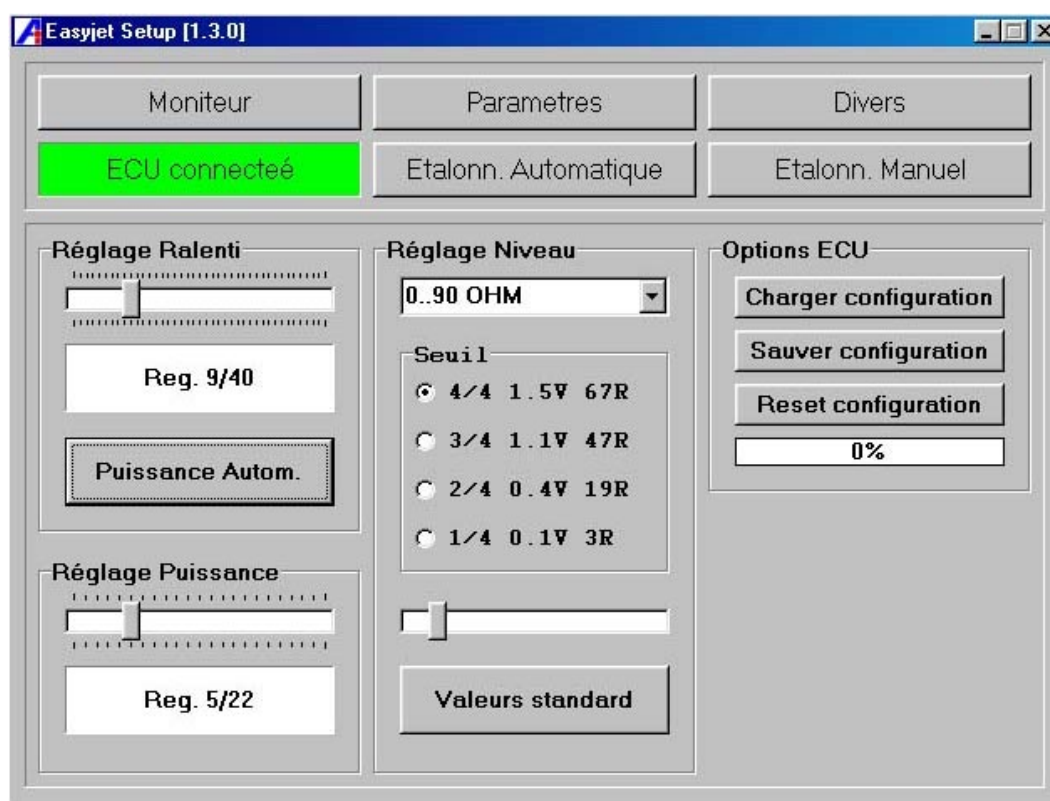 Easyjet Setup [1.3.0]
Moniteur
Parametres
Divers
ECU connecteé
Etalonn. Automatique
Etalonn. Manuel
Réglage Ralenti
Reg. 9/40
Puissance Autom.
Réglage Puissance
Reg. 5/22
Réglage Niveau
0..90 OHM
Seuil
4/4 1.5V 67R
3/4 1.1V 47R
2/4 0.4V 19R
1/4 0.1V 3R
Valeurs standard
Options ECU
Charger configuration
Sauver configuration
Reset configuration
0%